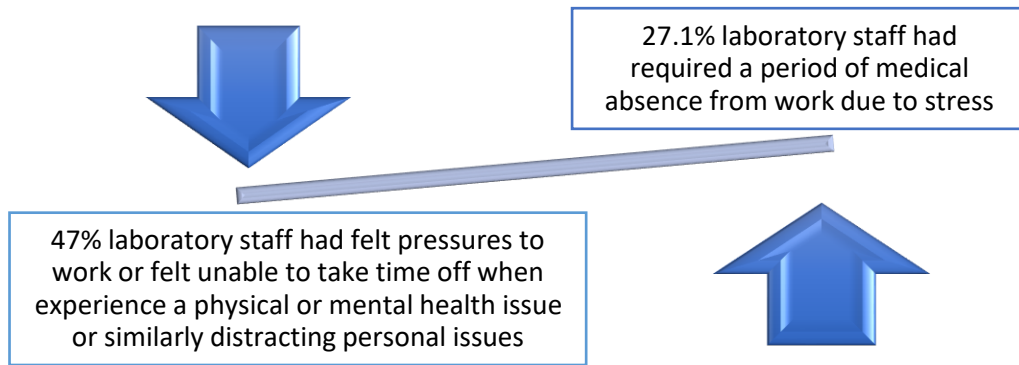 27.1% laboratory staff had
required a period of medical
absence from work due to stress
47% laboratory staff had felt pressures to
work or felt unable to take time off when
experience a physical or mental health issue
or similarly distracting personal issues